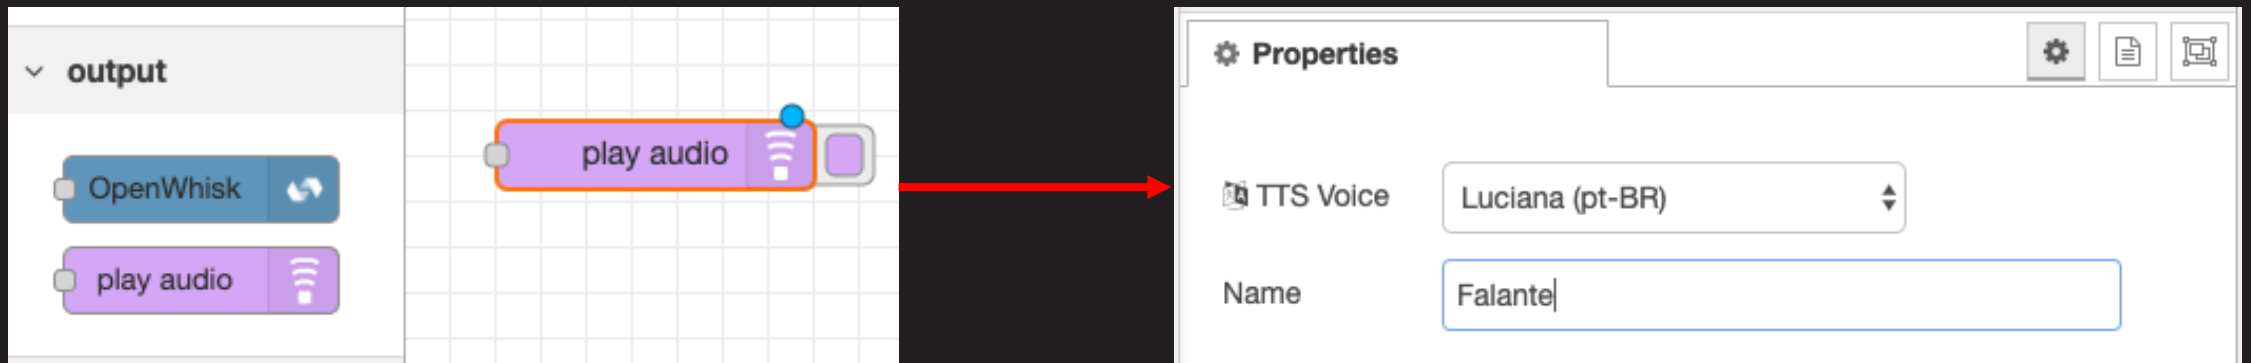 output
OpenWhisk
play audio
play audio
Properties
TTS Voice
Luciana (pt-BR)
Name
Falante